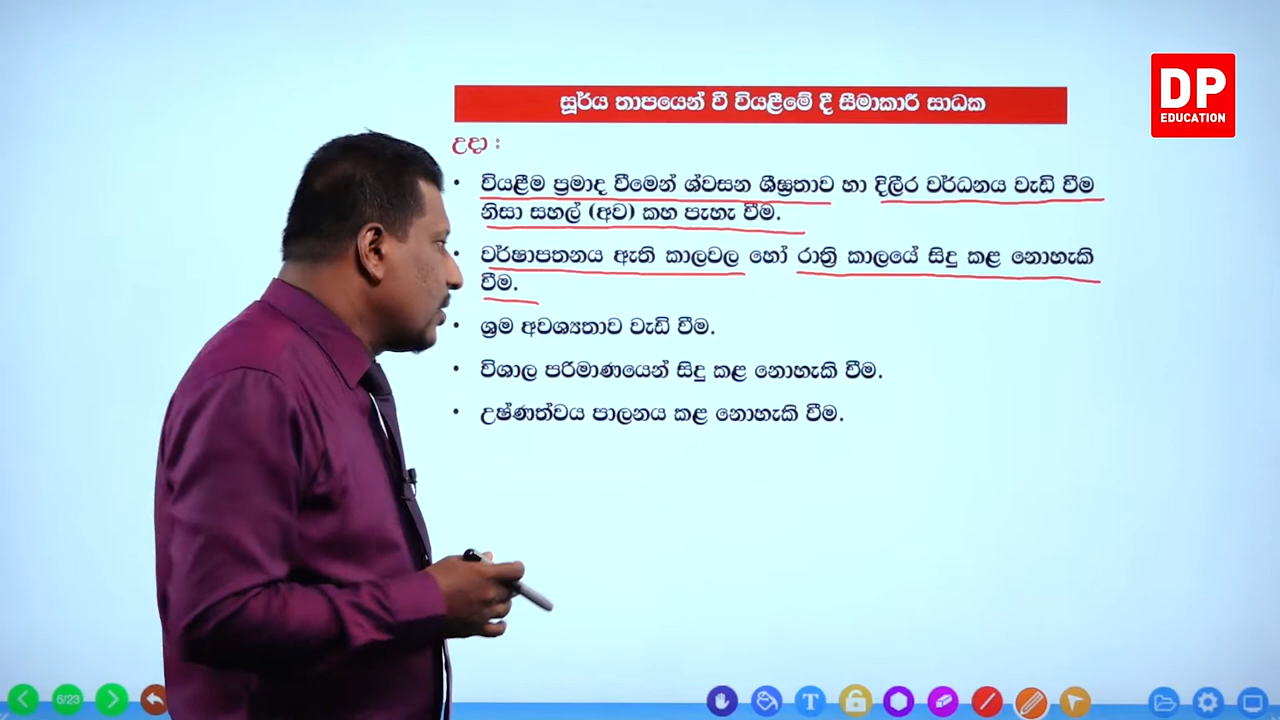 DP
EDUCATION
සූර්ය තාපයෙන් වී වියළීමේ දී සීමාකාරී සාධක
උදා :
• වියළීම ප්‍රමාද වීමෙන් ශ්වසන ශීඝ්‍රතාව හා දිලීර වර්ධනය වැඩි වීම
නිසා සහල් (අව) කහ පැහැ වීම.
• වර්ෂාපතනය ඇති කාලවල හෝ රාත්‍රි කාලයේ සිදු කළ නොහැකි
වීම.
• ශ්‍රම අවශ්‍යතාව වැඩි වීම.
• විශාල පරිමාණයෙන් සිදු කළ නොහැකි වීම.
• උෂ්ණත්වය පාලනය කළ නොහැකි වීම.
6/23
T